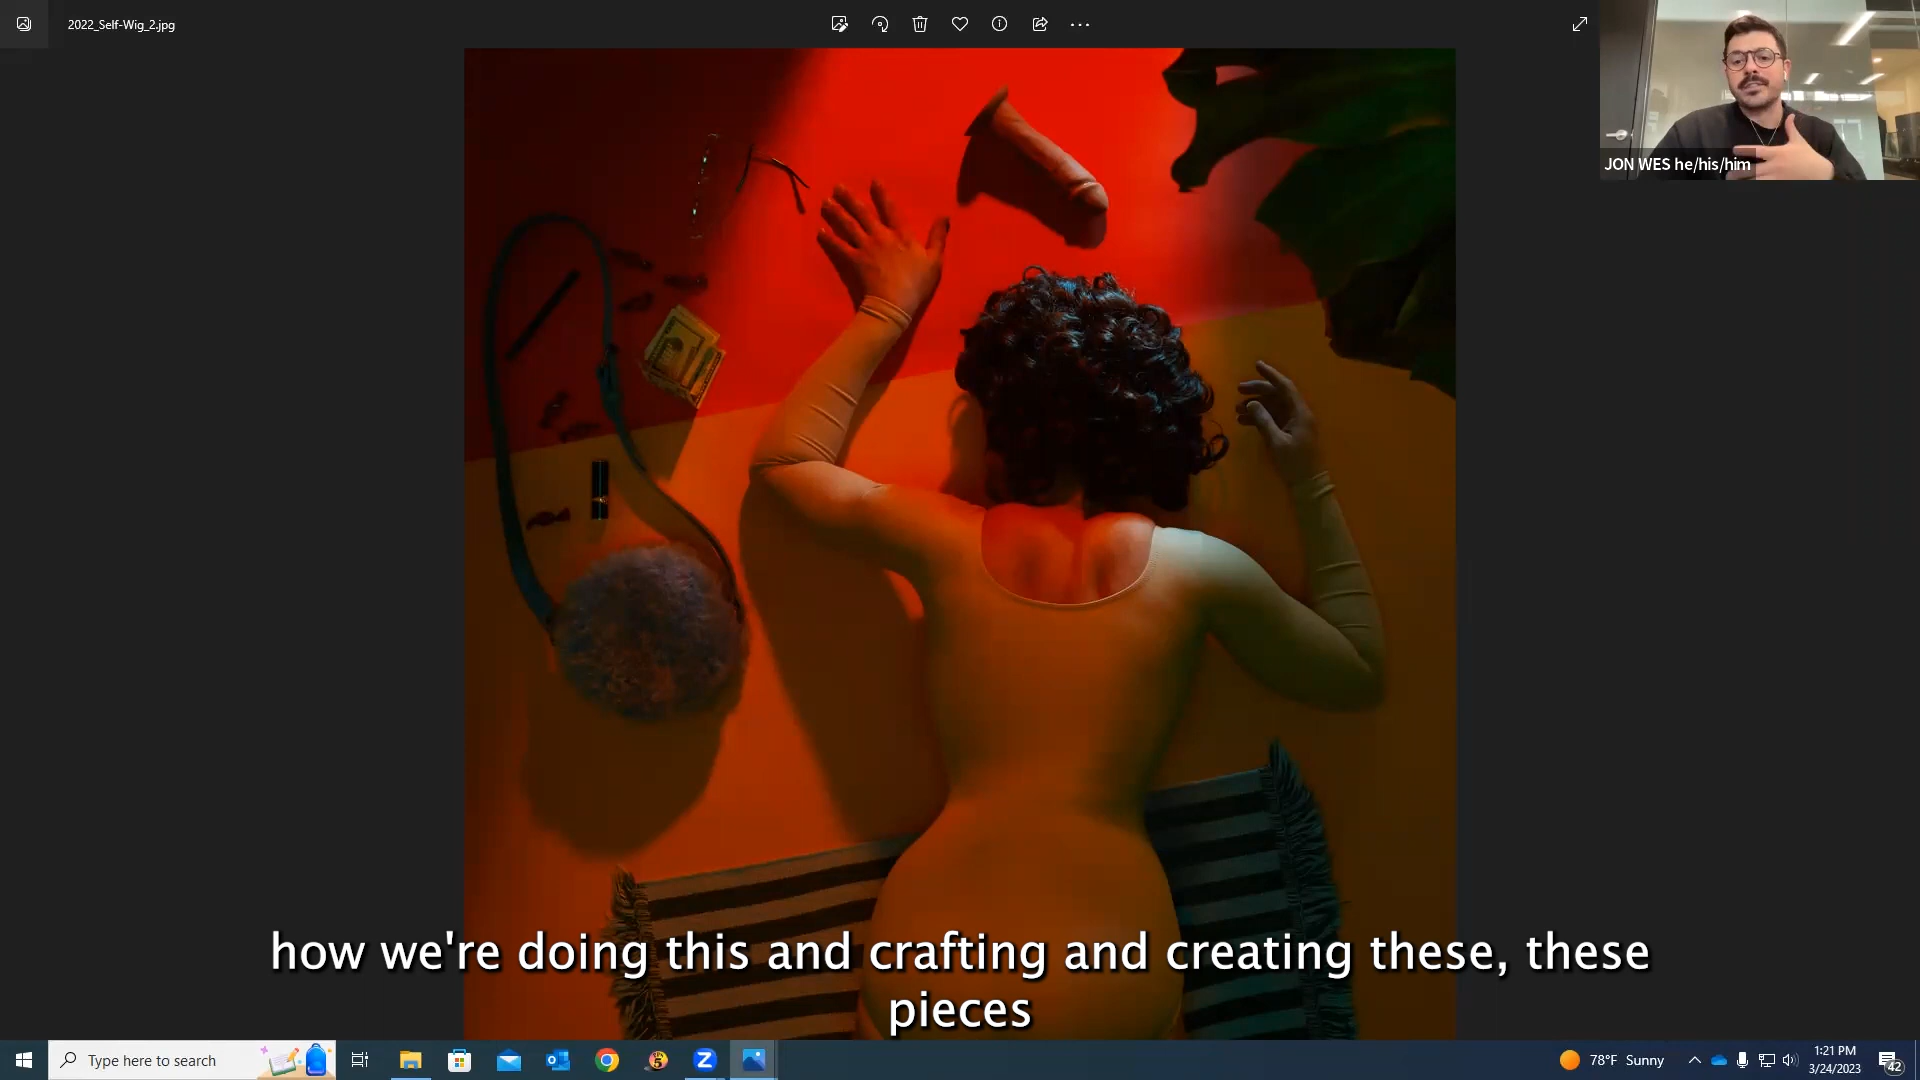 2022_Self-Wig_2.jpg
JON WES he/his/him
how we're doing this and crafting and creating these, these
pieces
Type here to search
78°F Sunny
1:21 PM
3/24/2023
42